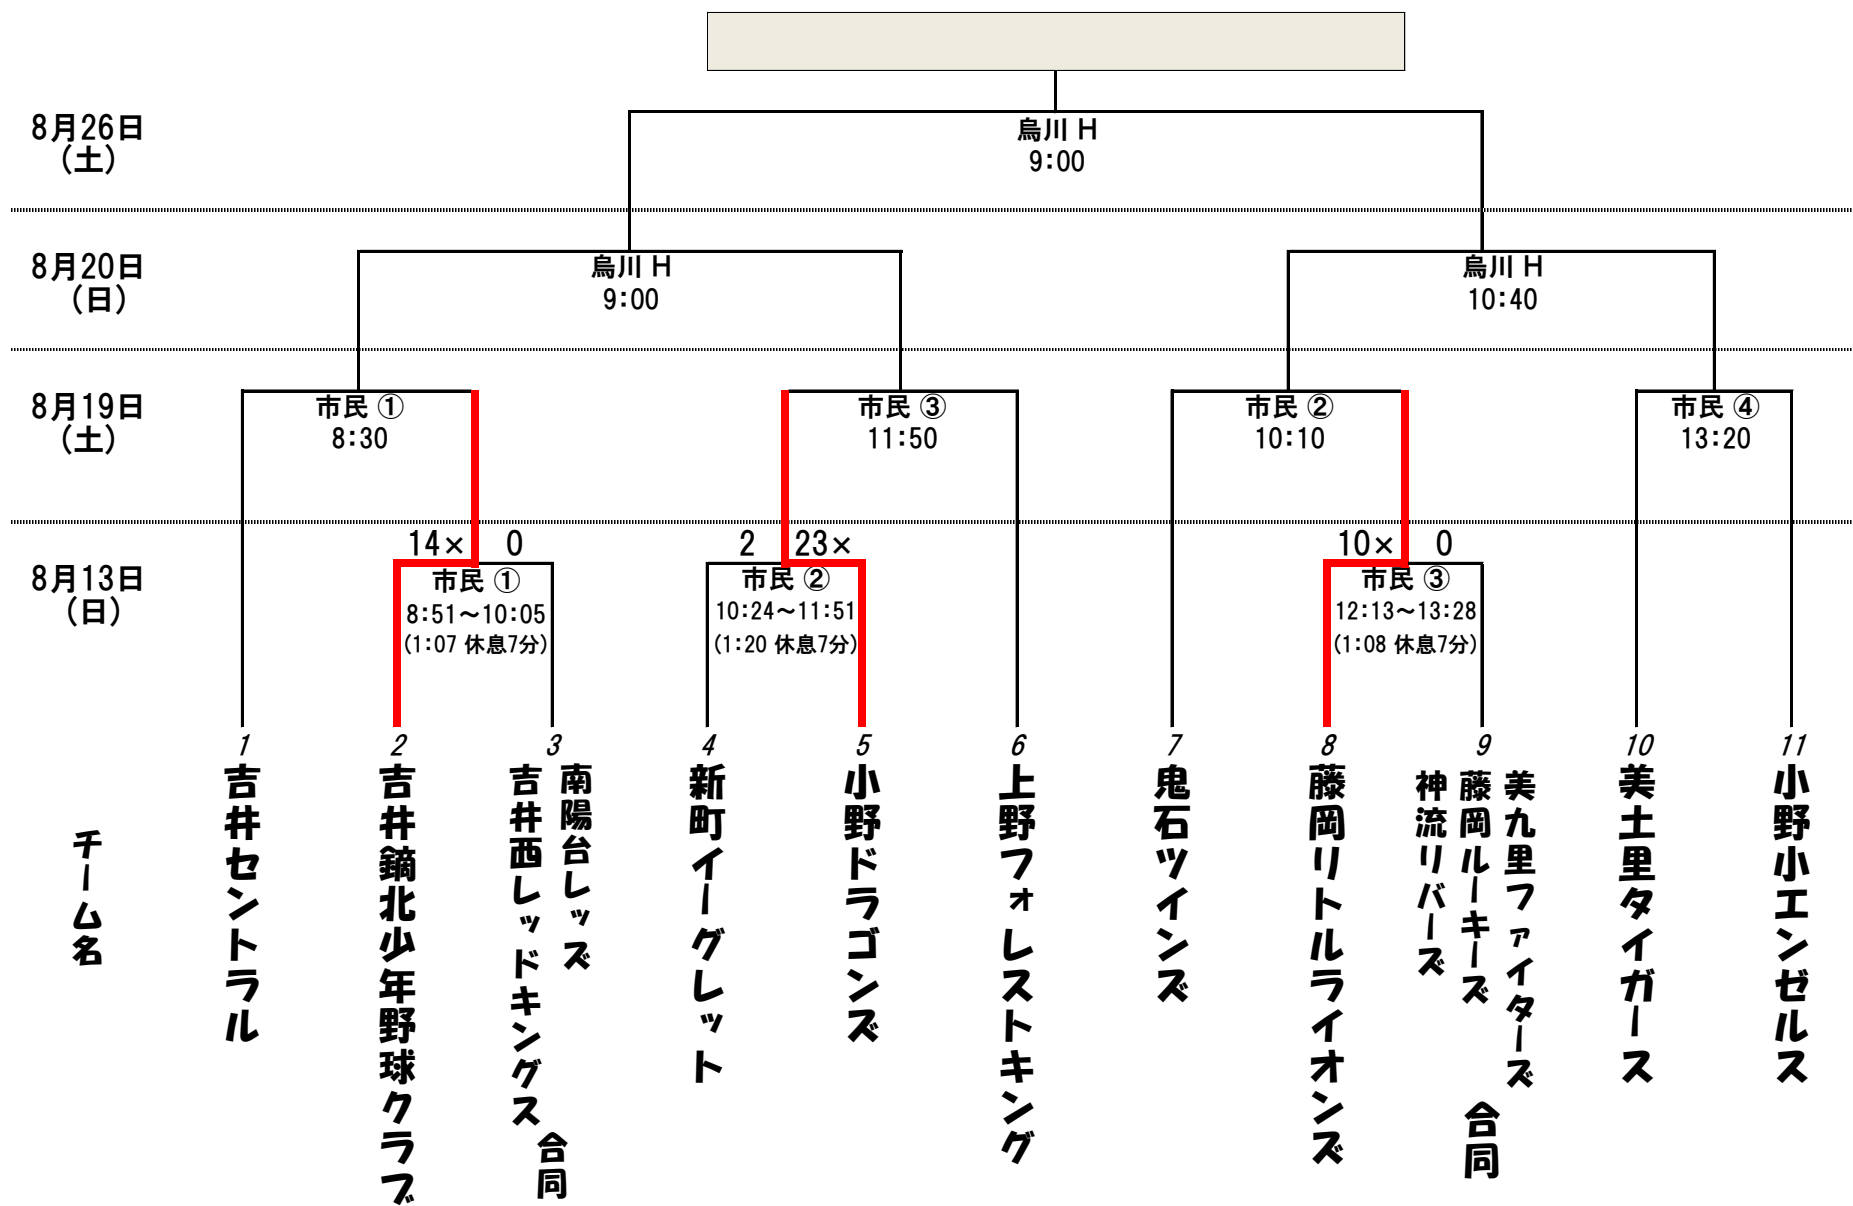 8月26日
（土）
烏川 H
9：00
8月20日
（日）
烏川 H
9：00
烏川 H
10：40
8月19日
（土）
市民 ①
8：30
市民 ③
11：50
市民 ②
10：10
市民 ④
13：20
8月13日
（日）
14× 0
市民 ①
8：51～10：05
（1：07 休息7分）
2 23×
市民 ②
10：24～11：51
（1：20 休息7分）
10× 0
市民 ③
12：13～13：28
（1：08 休息7分）
チーム名
1
吉井セントラル
2
吉井鏑北少年野球クラブ
3
南陽台レッズ
吉井西レッドキングス
合同
4
新町イーグレット
5
小野ドラゴンズ
6
上野フォレストキング
7
鬼石ツインズ
8
藤岡リトルライオンズ
9
美九里ファイターズ
藤岡ルーキーズ
神流リバーズ
合同
10
美土里タイガース
11
小野小エンゼルス